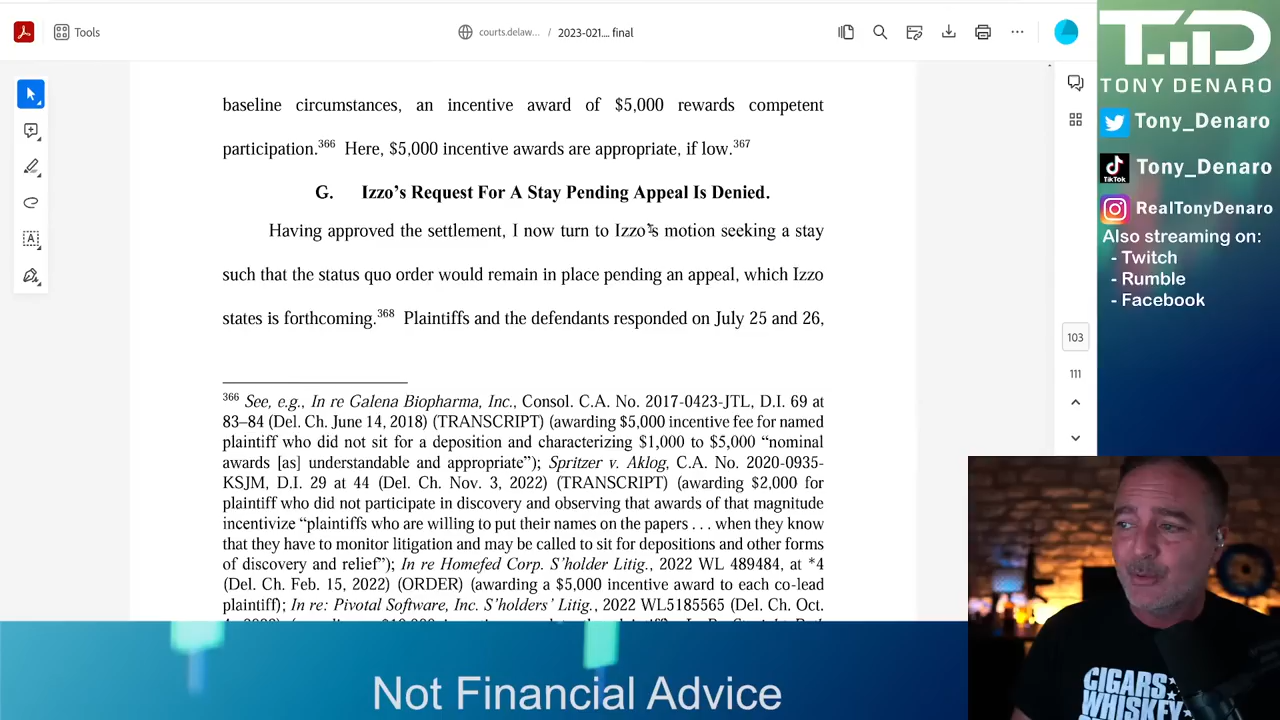 Tools
courts.delaw... / 2023-021.... final
baseline circumstances, an incentive award of $5,000 rewards competent
participation.366 Here, $5,000 incentive awards are appropriate, if low.367
G. Izzo's Request For A Stay Pending Appeal Is Denied.
Having approved the settlement, I now turn to Izzo's motion seeking a stay
such that the status quo order would remain in place pending an appeal, which Izzo
states is forthcoming.368 Plaintiffs and the defendants responded on July 25 and 26,
366 See, e.g., In re Galena Biopharma, Inc., Consol. C.A. No. 2017-0423-JTL, D.I. 69 at
83–84 (Del. Ch. June 14, 2018) (TRANSCRIPT) (awarding $5,000 incentive fee for named
plaintiff who did not sit for a deposition and characterizing $1,000 to $5,000 “nominal
awards [as] understandable and appropriate”); Spritzer v. Aklog, C.A. No. 2020-0935-
KSJM, D.I. 29 at 44 (Del. Ch. Nov. 3, 2022) (TRANSCRIPT) (awarding $2,000 for
plaintiff who did not participate in discovery and observing that awards of that magnitude
incentivize “plaintiffs who are willing to put their names on the papers . . . when they know
that they have to monitor litigation and may be called to sit for depositions and other forms
of discovery and relief”); In re Homefed Corp. S'holder Litig., 2022 WL 489484, at *4
(Del. Ch. Feb. 15, 2022) (ORDER) (awarding a $5,000 incentive award to each co-lead
plaintiff); In re: Pivotal Software, Inc. S'holders' Litig., 2022 WL5185565 (Del. Ch. Oct.
103
111
TD
TONY DENARO
Tony_Denaro
TikTok
Tony_Denaro
RealTonyDenaro
Also streaming on:
- Twitch
- Rumble
- Facebook
CIGARS
WHISKEY
Not Financial Advice